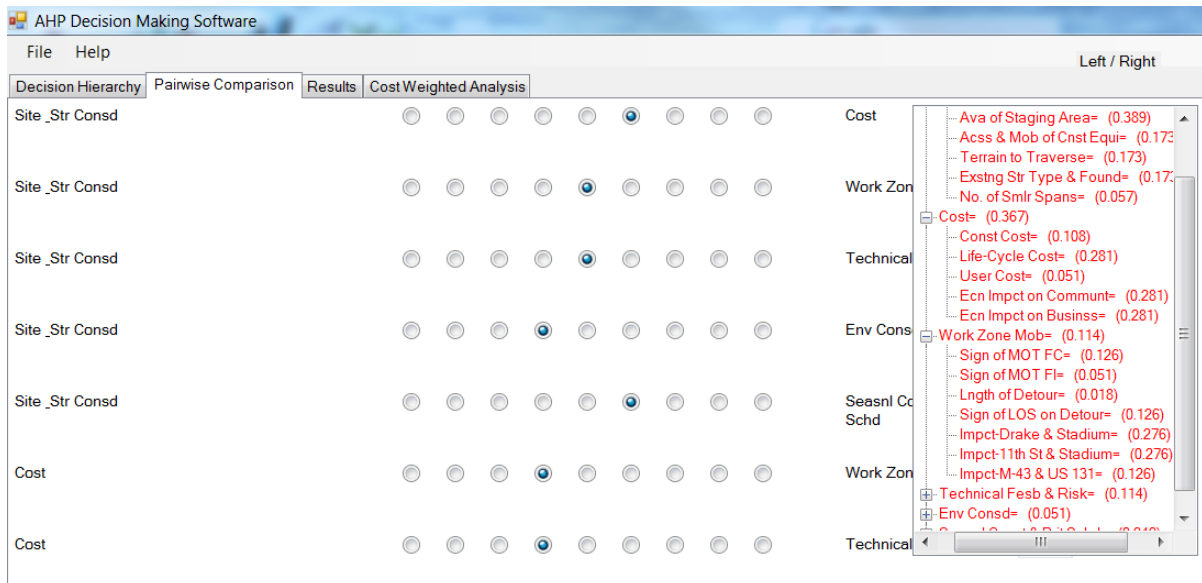 AHP Decision Making Software
File Help
Left / Right
Decision Hierarchy Pairwise Comparison Results Cost Weighted Analysis
Site _Str Consd Cost
Site _Str Consd Work Zon
Site _Str Consd Technical
Site _Str Consd Env Cons
Site _Str Consd Seasnl Co
Schd
Cost Work Zon
Cost Technical
Ava of Staging Area= (0.389)
Acss & Mob of Cnst Equi= (0.173
Terrain to Traverse= (0.173)
Exstng Str Type & Found= (0.173
No. of Smlr Spans= (0.057)
Cost= (0.367)
Const Cost= (0.108)
Life-Cycle Cost= (0.281)
User Cost= (0.051)
Ecn Impct on Communt= (0.281)
Ecn Impct on Businss= (0.281)
Work Zone Mob= (0.114)
Sign of MOT FC= (0.126)
Sign of MOT FI= (0.051)
Lngth of Detour= (0.018)
Sign of LOS on Detour= (0.126)
Impct-Drake & Stadium= (0.276)
Impct-11th St & Stadium= (0.276)
Impct-M-43 & US 131= (0.126)
Technical Fesb & Risk= (0.114)
Env Consd= (0.051)